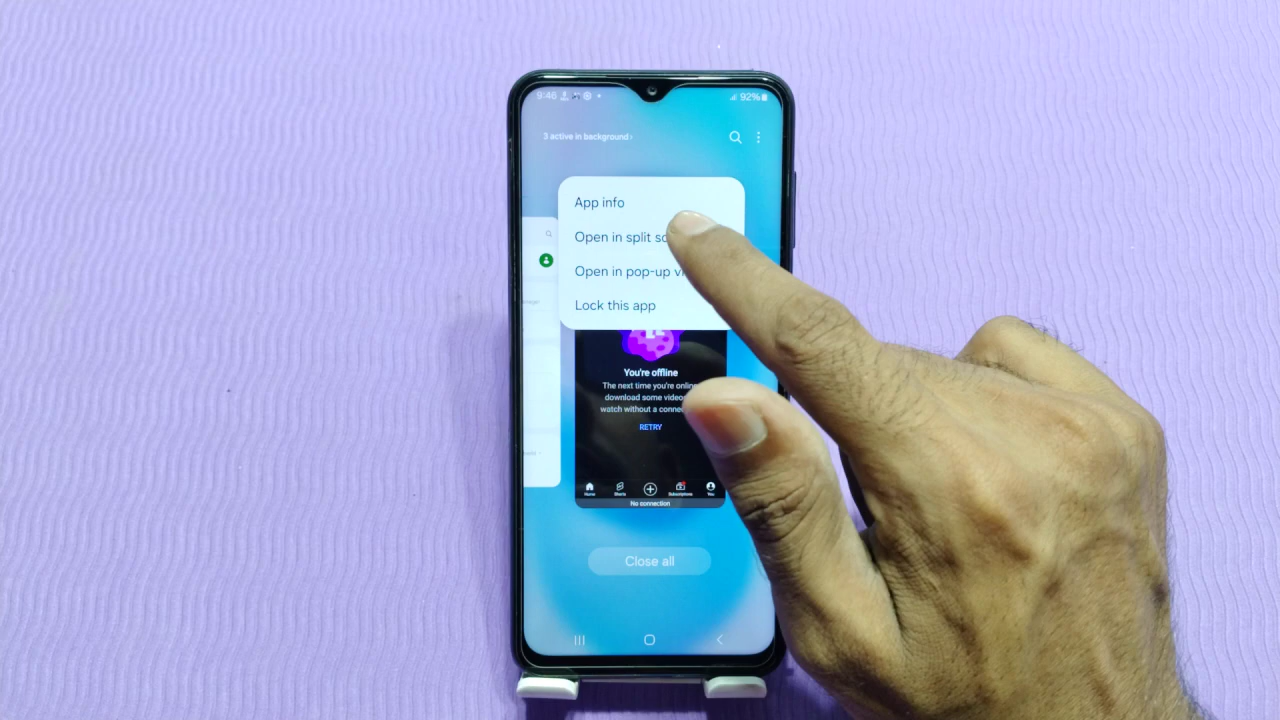 9:46
92%
3 active in background ›
App info
Open in split sc
Open in pop-up vi
Lock this app
You're offline
The next time you're online
download some videos
watch without a connec
RETRY
Home
Shorts
Subscriptions
You
No connection
Close all